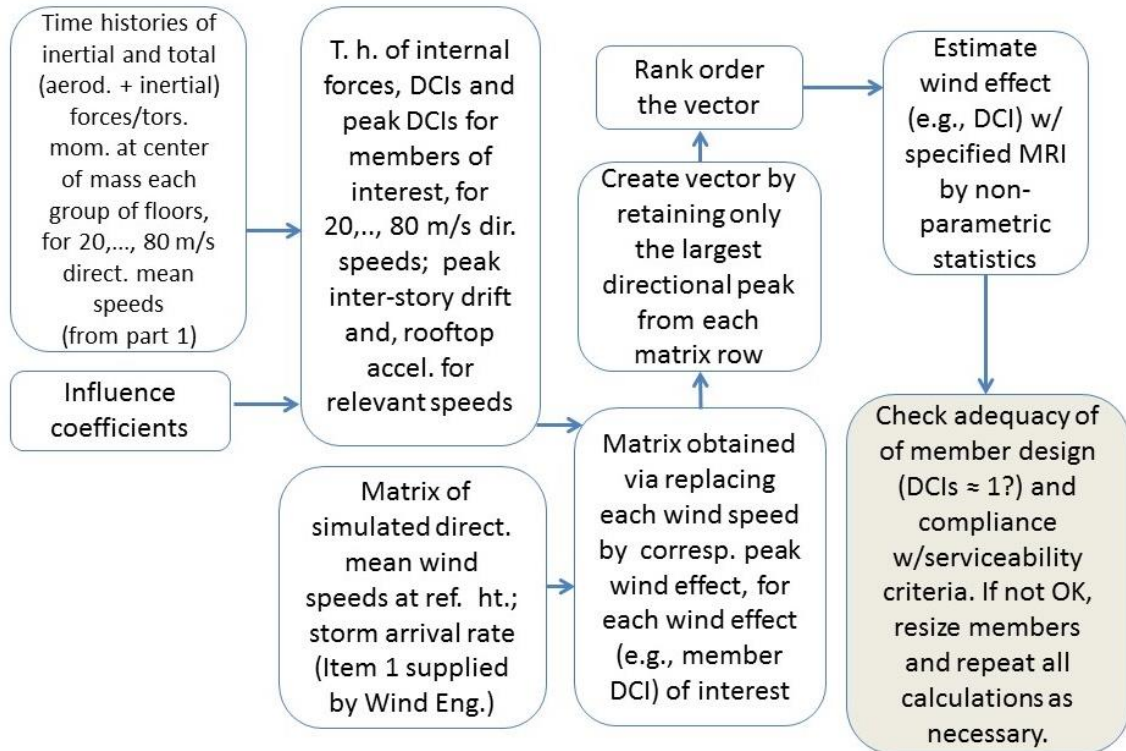 Time histories of
inertial and total
(aerod. + inertial)
forces/tors.
mom. at center
of mass each
group of floors,
for 20,..., 80 m/s
direct. mean
speeds
(from part 1)
Influence
coefficients
T. h. of internal
forces, DCIs and
peak DCIs for
members of
interest, for
20,.., 80 m/s dir.
speeds; peak
inter-story drift
and, rooftop
accel. for
relevant speeds
Matrix of
simulated direct.
mean wind
speeds at ref. ht.;
storm arrival rate
(Item 1 supplied
by Wind Eng.)
Matrix obtained
via replacing
each wind speed
by corresp. peak
wind effect, for
each wind effect
(e.g., member
DCI) of interest
Create vector by
retaining only
the largest
directional peak
from each
matrix row
Rank order
the vector
Estimate
wind effect
(e.g., DCI) w/
specified MRI
by non-
parametric
statistics
Check adequacy of
of member design
(DCIs ≈ 1?) and
compliance
w/serviceability
criteria. If not OK,
resize members
and repeat all
calculations as
necessary.